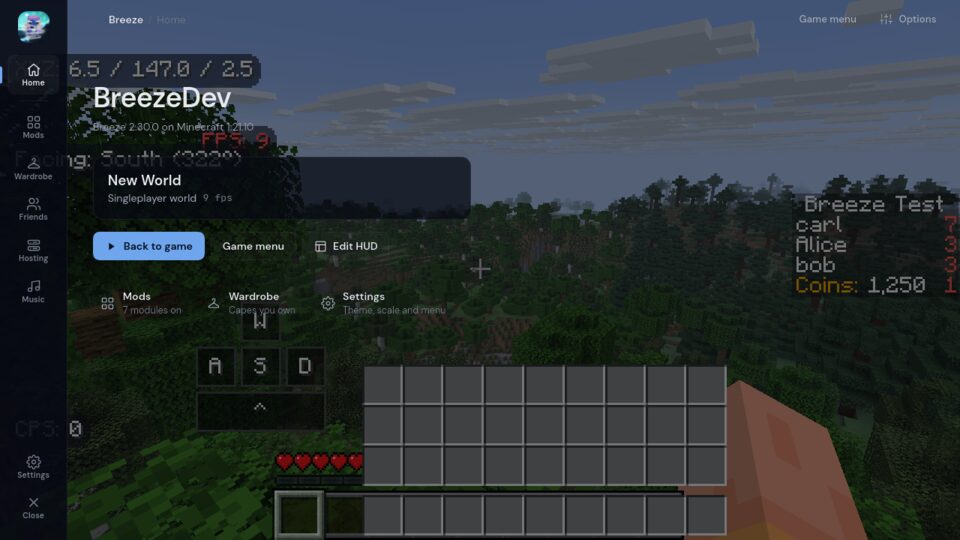 Breeze / Home
Game menu
Options
Home
6.5 / 147.0 / 2.5
BreezeDev
Breeze 2.30.0 on Minecraft 1.21.10
FPS: 9
Mods
Facing: South (322°)
Wardrobe
New World
Singleplayer world 9 fps
Friends
Breeze Test
carl 7
Alice 3
bob 3
Coins: 1,250 1
Back to game
Game menu
Edit HUD
Hosting
Music
Mods
7 modules on
Wardrobe
Capes you own
Settings
Theme, scale and menu
W
A S D
^
CPS: 0
Settings
Close